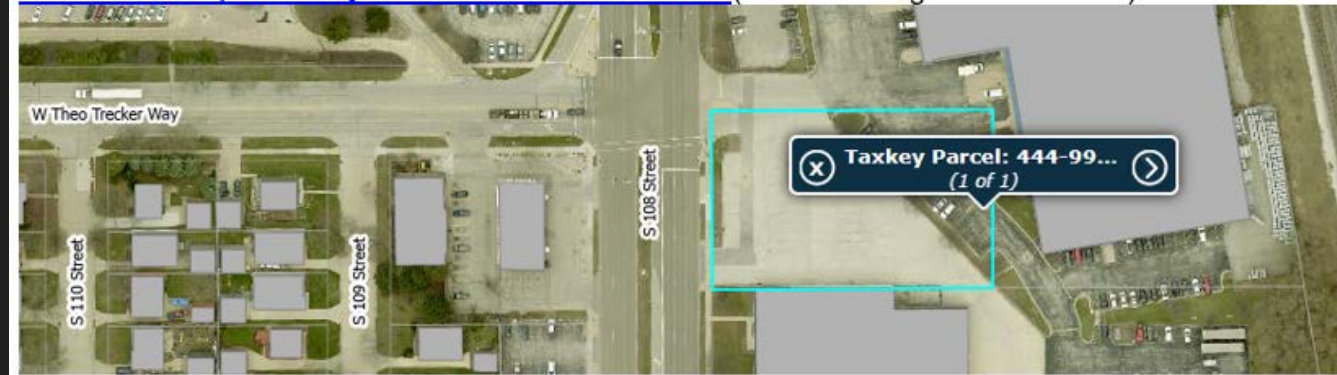 W Theo Trecker Way
S 108 Street
Taxkey Parcel: 444-99...
(1 of 1)
S 110 Street
S 109 Street